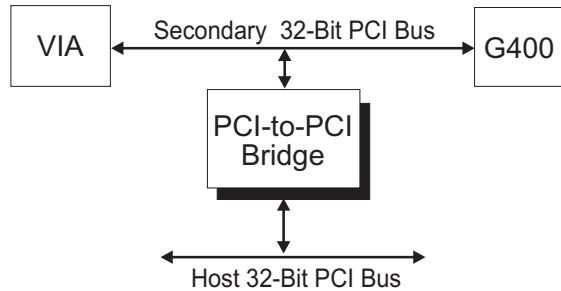 VIA
Secondary 32-Bit PCI Bus
G400
PCI-to-PCI
Bridge
Host 32-Bit PCI Bus